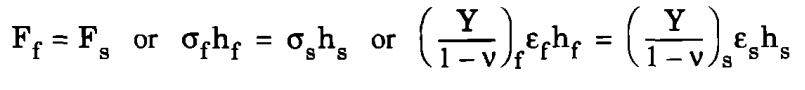 F_f = F_s or σ_f h_f = σ_s h_s or (Y / 1 − ν)_f ε_f h_f = (Y / 1 − ν)_s ε_s h_s